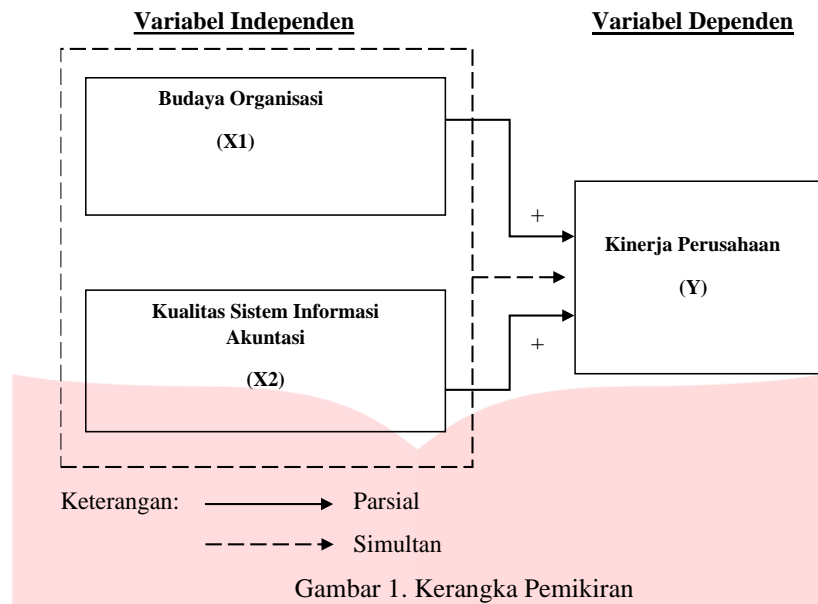 Variabel Independen
Variabel Dependen
Budaya Organisasi
(X1)
+
Kinerja Perusahaan
(Y)
Kualitas Sistem Informasi
Akuntasi
(X2)
+
Keterangan:
Parsial
Simultan
Gambar 1. Kerangka Pemikiran